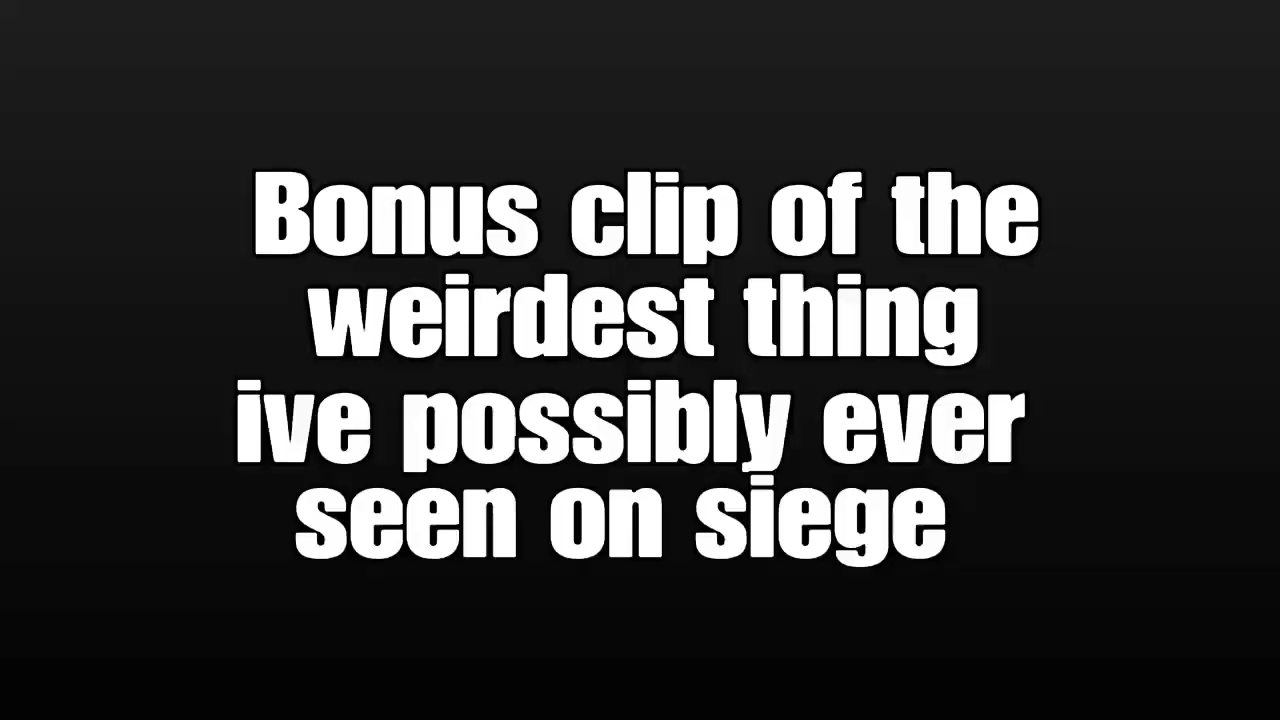 Bonus clip of the
weirdest thing
ive possibly ever
seen on siege